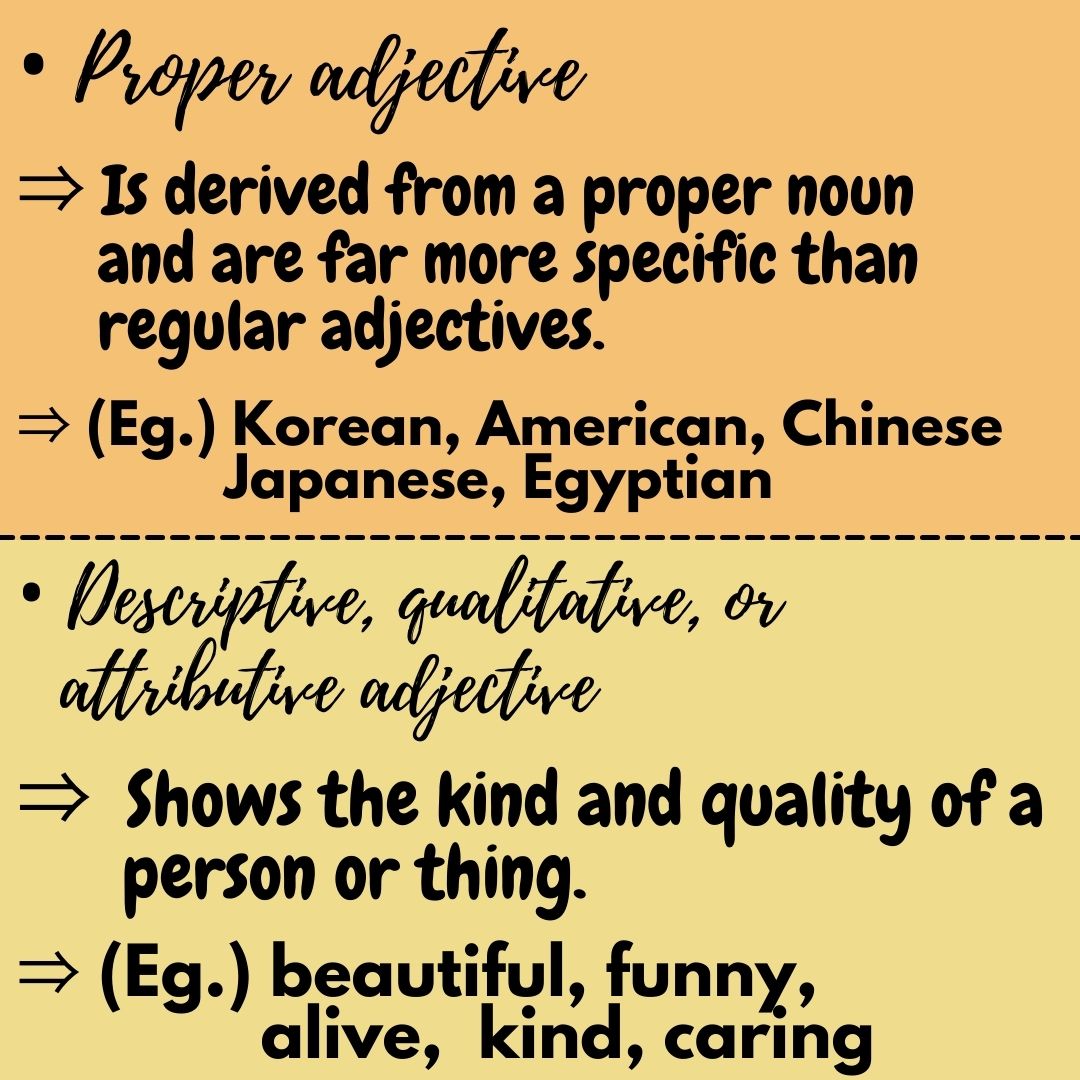 • Proper adjective
⇒ Is derived from a proper noun
and are far more specific than
regular adjectives.
⇒ (Eg.) Korean, American, Chinese
Japanese, Egyptian
• Descriptive, qualitative, or
attributive adjective
⇒ Shows the kind and quality of a
person or thing.
⇒ (Eg.) beautiful, funny,
alive, kind, caring